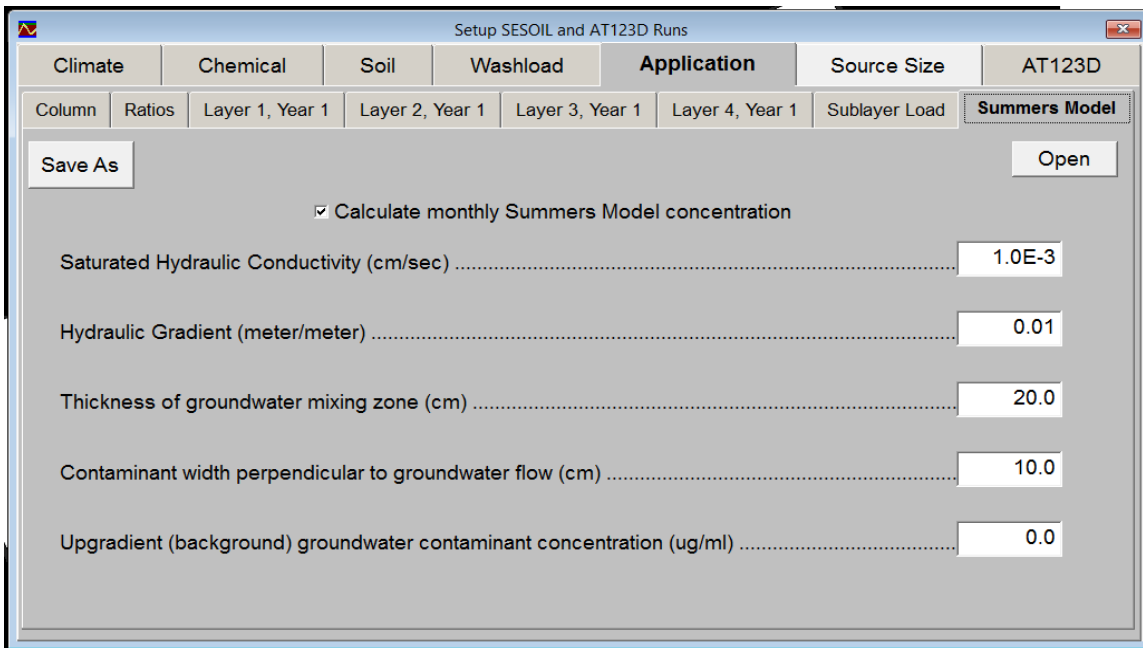 Setup SESOIL and AT123D Runs
Climate Chemical Soil Washload Application Source Size AT123D
Column Ratios Layer 1, Year 1 Layer 2, Year 1 Layer 3, Year 1 Layer 4, Year 1 Sublayer Load Summers Model
Save As Open
Calculate monthly Summers Model concentration
Saturated Hydraulic Conductivity (cm/sec) 1.0E-3
Hydraulic Gradient (meter/meter) 0.01
Thickness of groundwater mixing zone (cm) 20.0
Contaminant width perpendicular to groundwater flow (cm) 10.0
Upgradient (background) groundwater contaminant concentration (ug/ml) 0.0